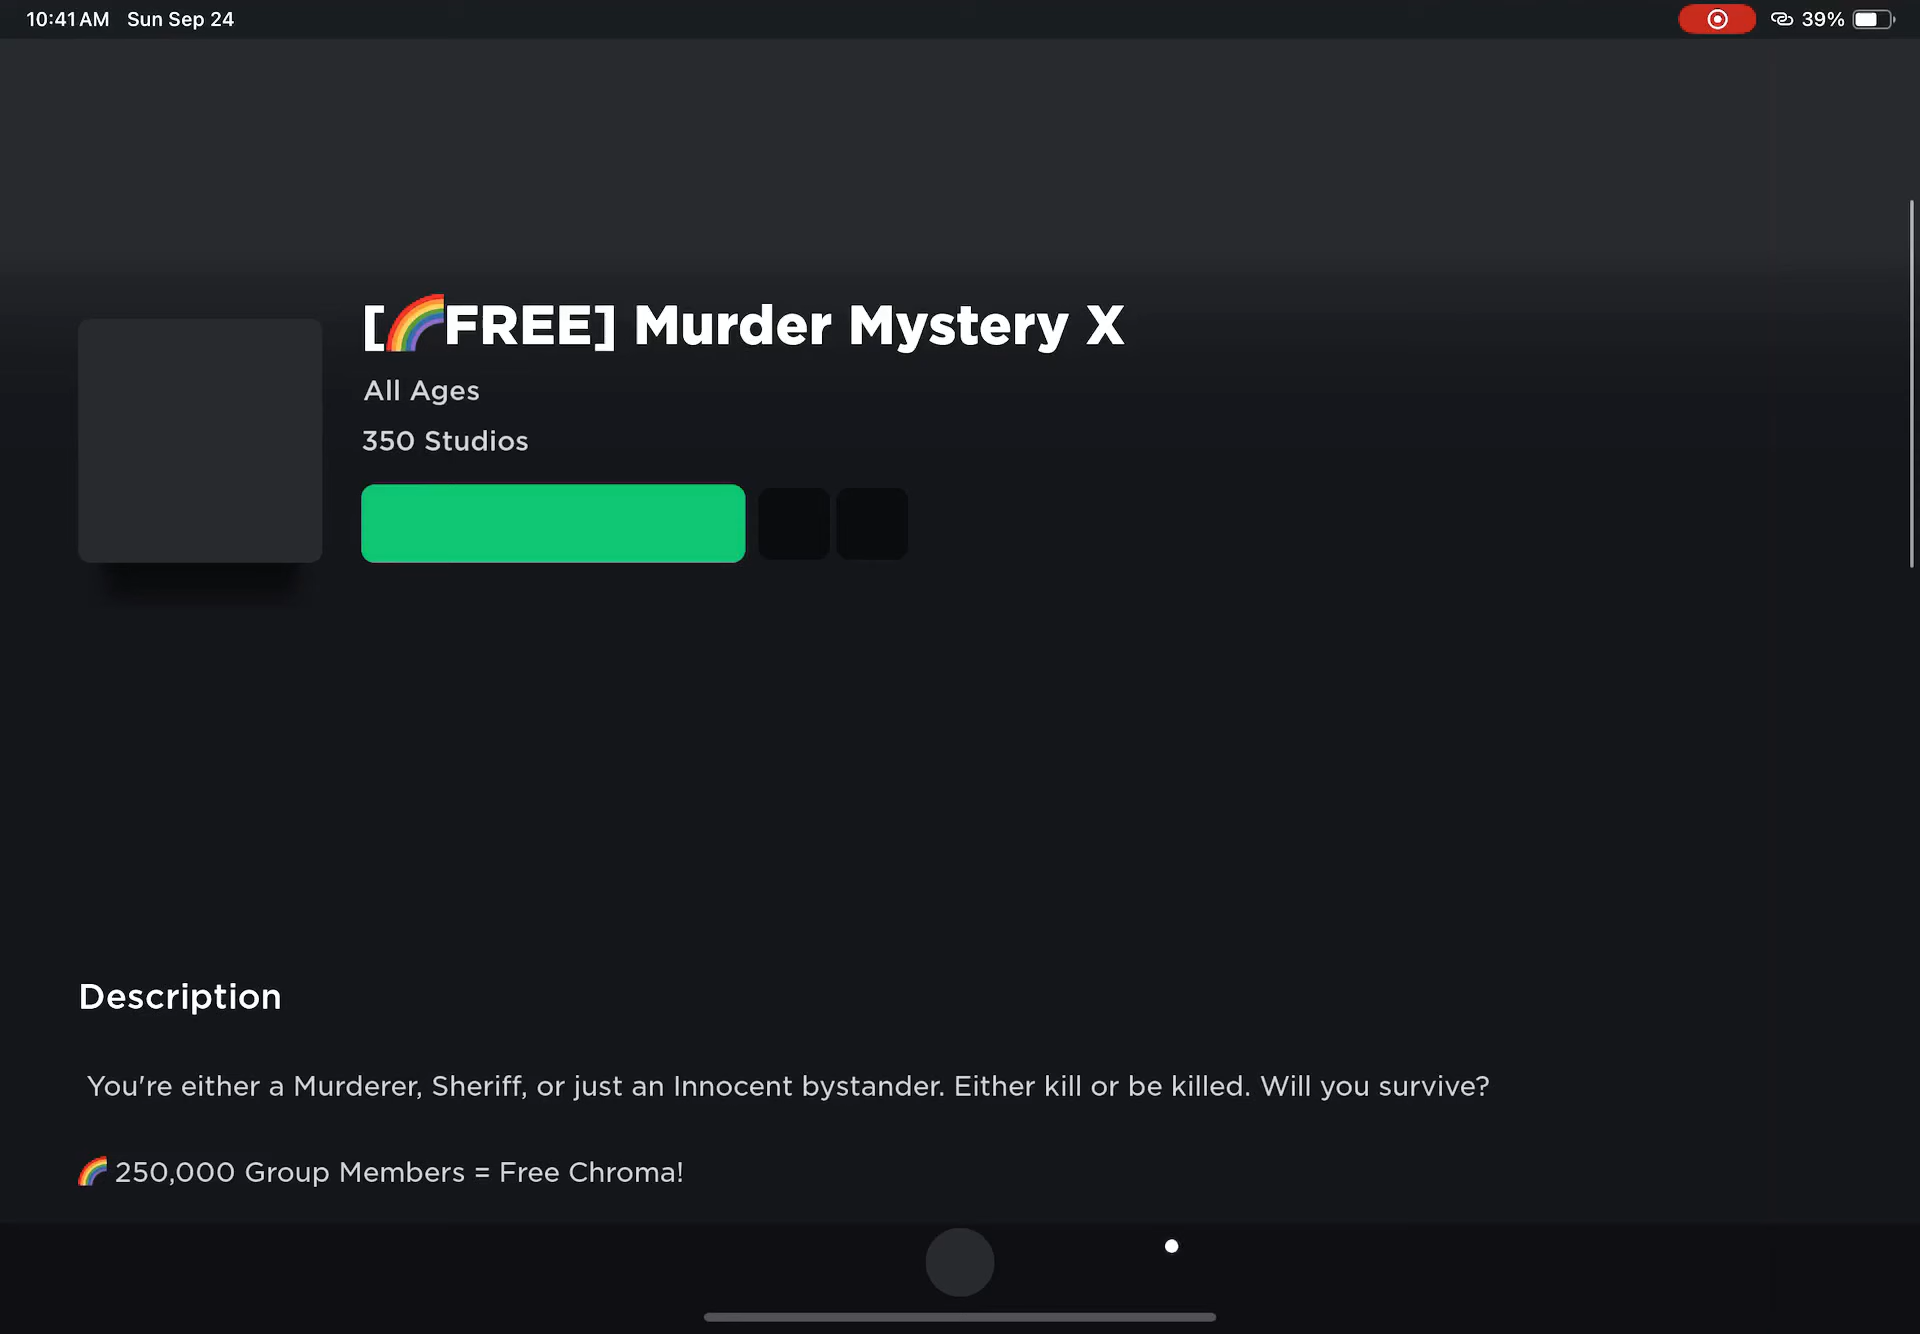 10:41 AM Sun Sep 24
39%
[🌈FREE] Murder Mystery X
All Ages
350 Studios
Description
You're either a Murderer, Sheriff, or just an Innocent bystander. Either kill or be killed. Will you survive?
🌈 250,000 Group Members = Free Chroma!